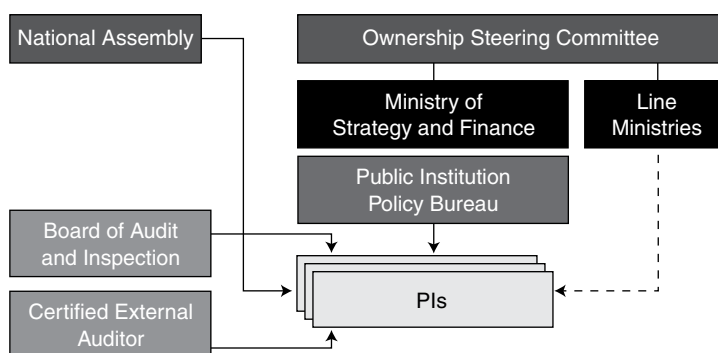 National Assembly
Ownership Steering Committee
Ministry of
Strategy and Finance
Line
Ministries
Public Institution
Policy Bureau
Board of Audit
and Inspection
PIs
Certified External
Auditor